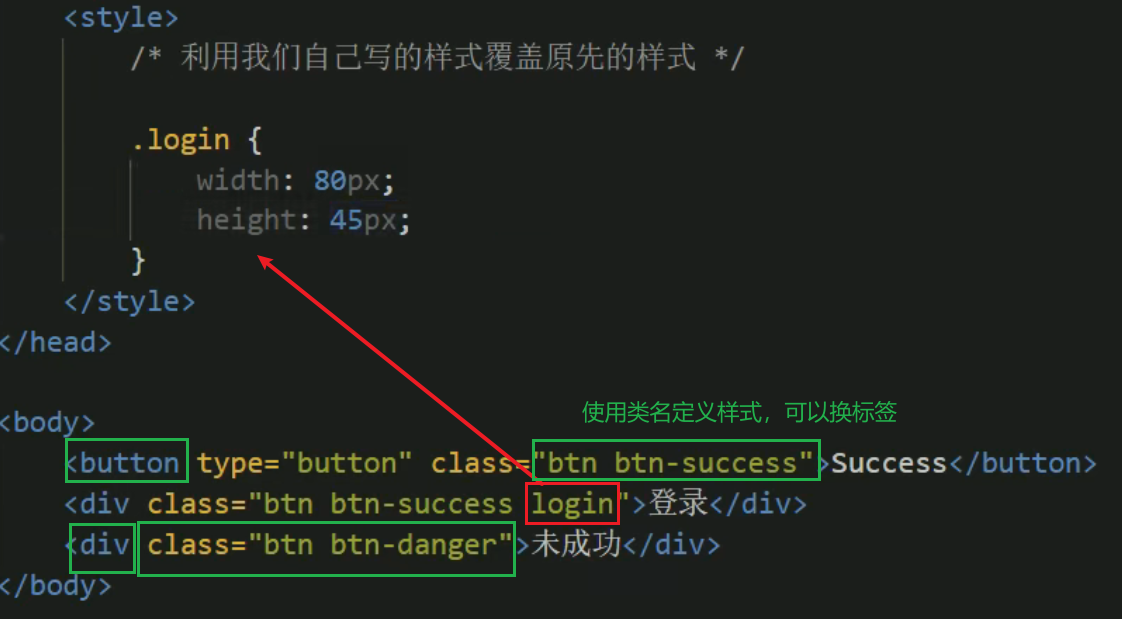 <style>
/* 利用我们自己写的样式覆盖原先的样式 */
.login {
width: 80px;
height: 45px;
}
</style>
</head>
<body>
使用类名定义样式，可以换标签
<button type="button" class="btn btn-success">Success</button>
<div class="btn btn-success login">登录</div>
<div class="btn btn-danger">未成功</div>
</body>